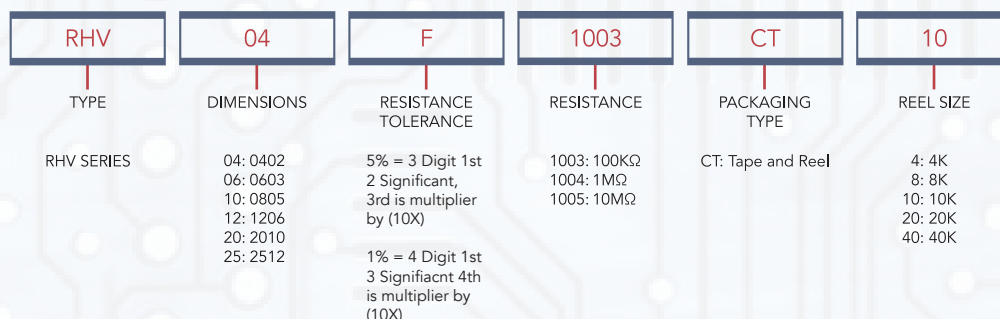 RHV
04
F
1003
CT
10
TYPE
DIMENSIONS
RESISTANCE
TOLERANCE
RESISTANCE
PACKAGING
TYPE
REEL SIZE
RHV SERIES
04: 0402
06: 0603
10: 0805
12: 1206
20: 2010
25: 2512
5% = 3 Digit 1st
2 Significant,
3rd is multiplier
by (10X)
1% = 4 Digit 1st
3 Signifiacnt 4th
is multiplier by
(10X)
1003: 100KΩ
1004: 1MΩ
1005: 10MΩ
CT: Tape and Reel
4: 4K
8: 8K
10: 10K
20: 20K
40: 40K